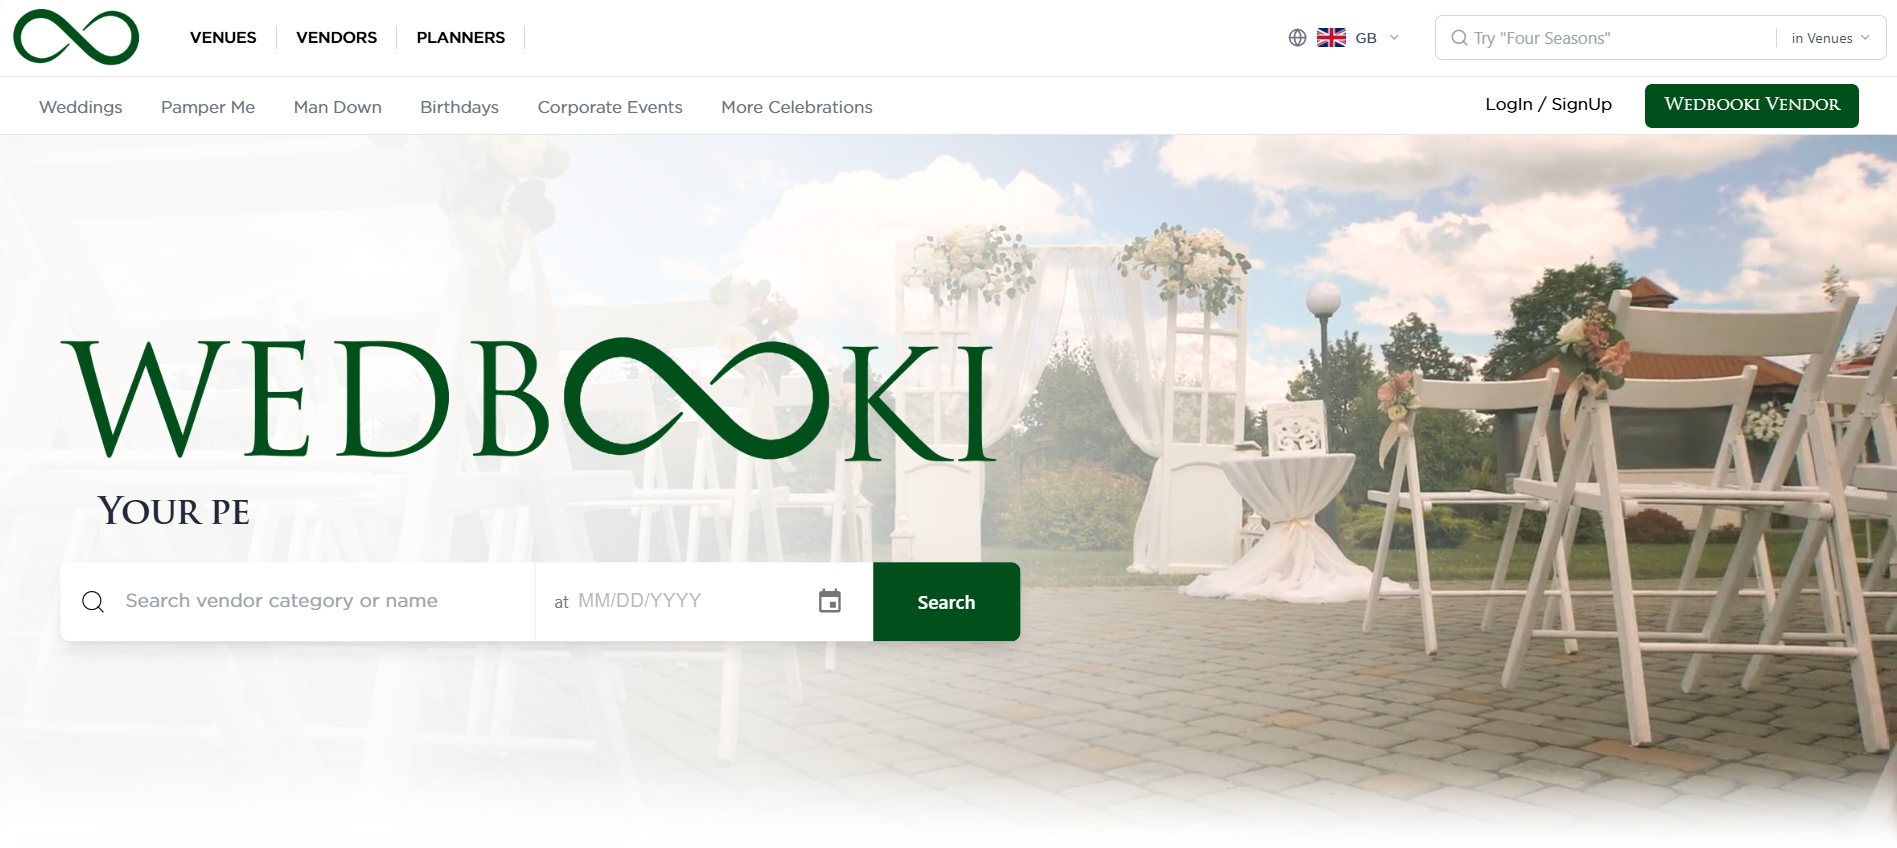 VENUES
VENDORS
PLANNERS
GB
Try "Four Seasons"
in Venues
Weddings
Pamper Me
Man Down
Birthdays
Corporate Events
More Celebrations
LogIn / SignUp
Wedbooki Vendor
WEDBOOKI
Your pe
Search vendor category or name
at MM/DD/YYYY
Search